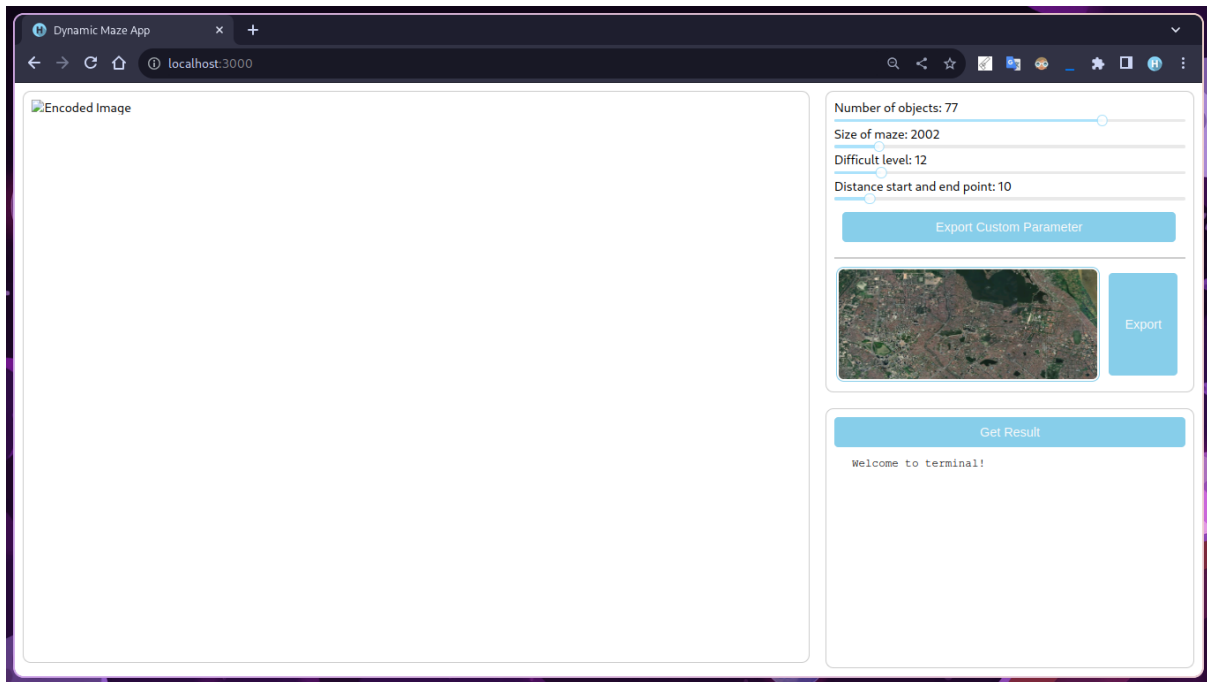 Dynamic Maze App
localhost:3000
Encoded Image
Number of objects: 77
Size of maze: 2002
Difficult level: 12
Distance start and end point: 10
Export Custom Parameter
Export
Get Result
Welcome to terminal!